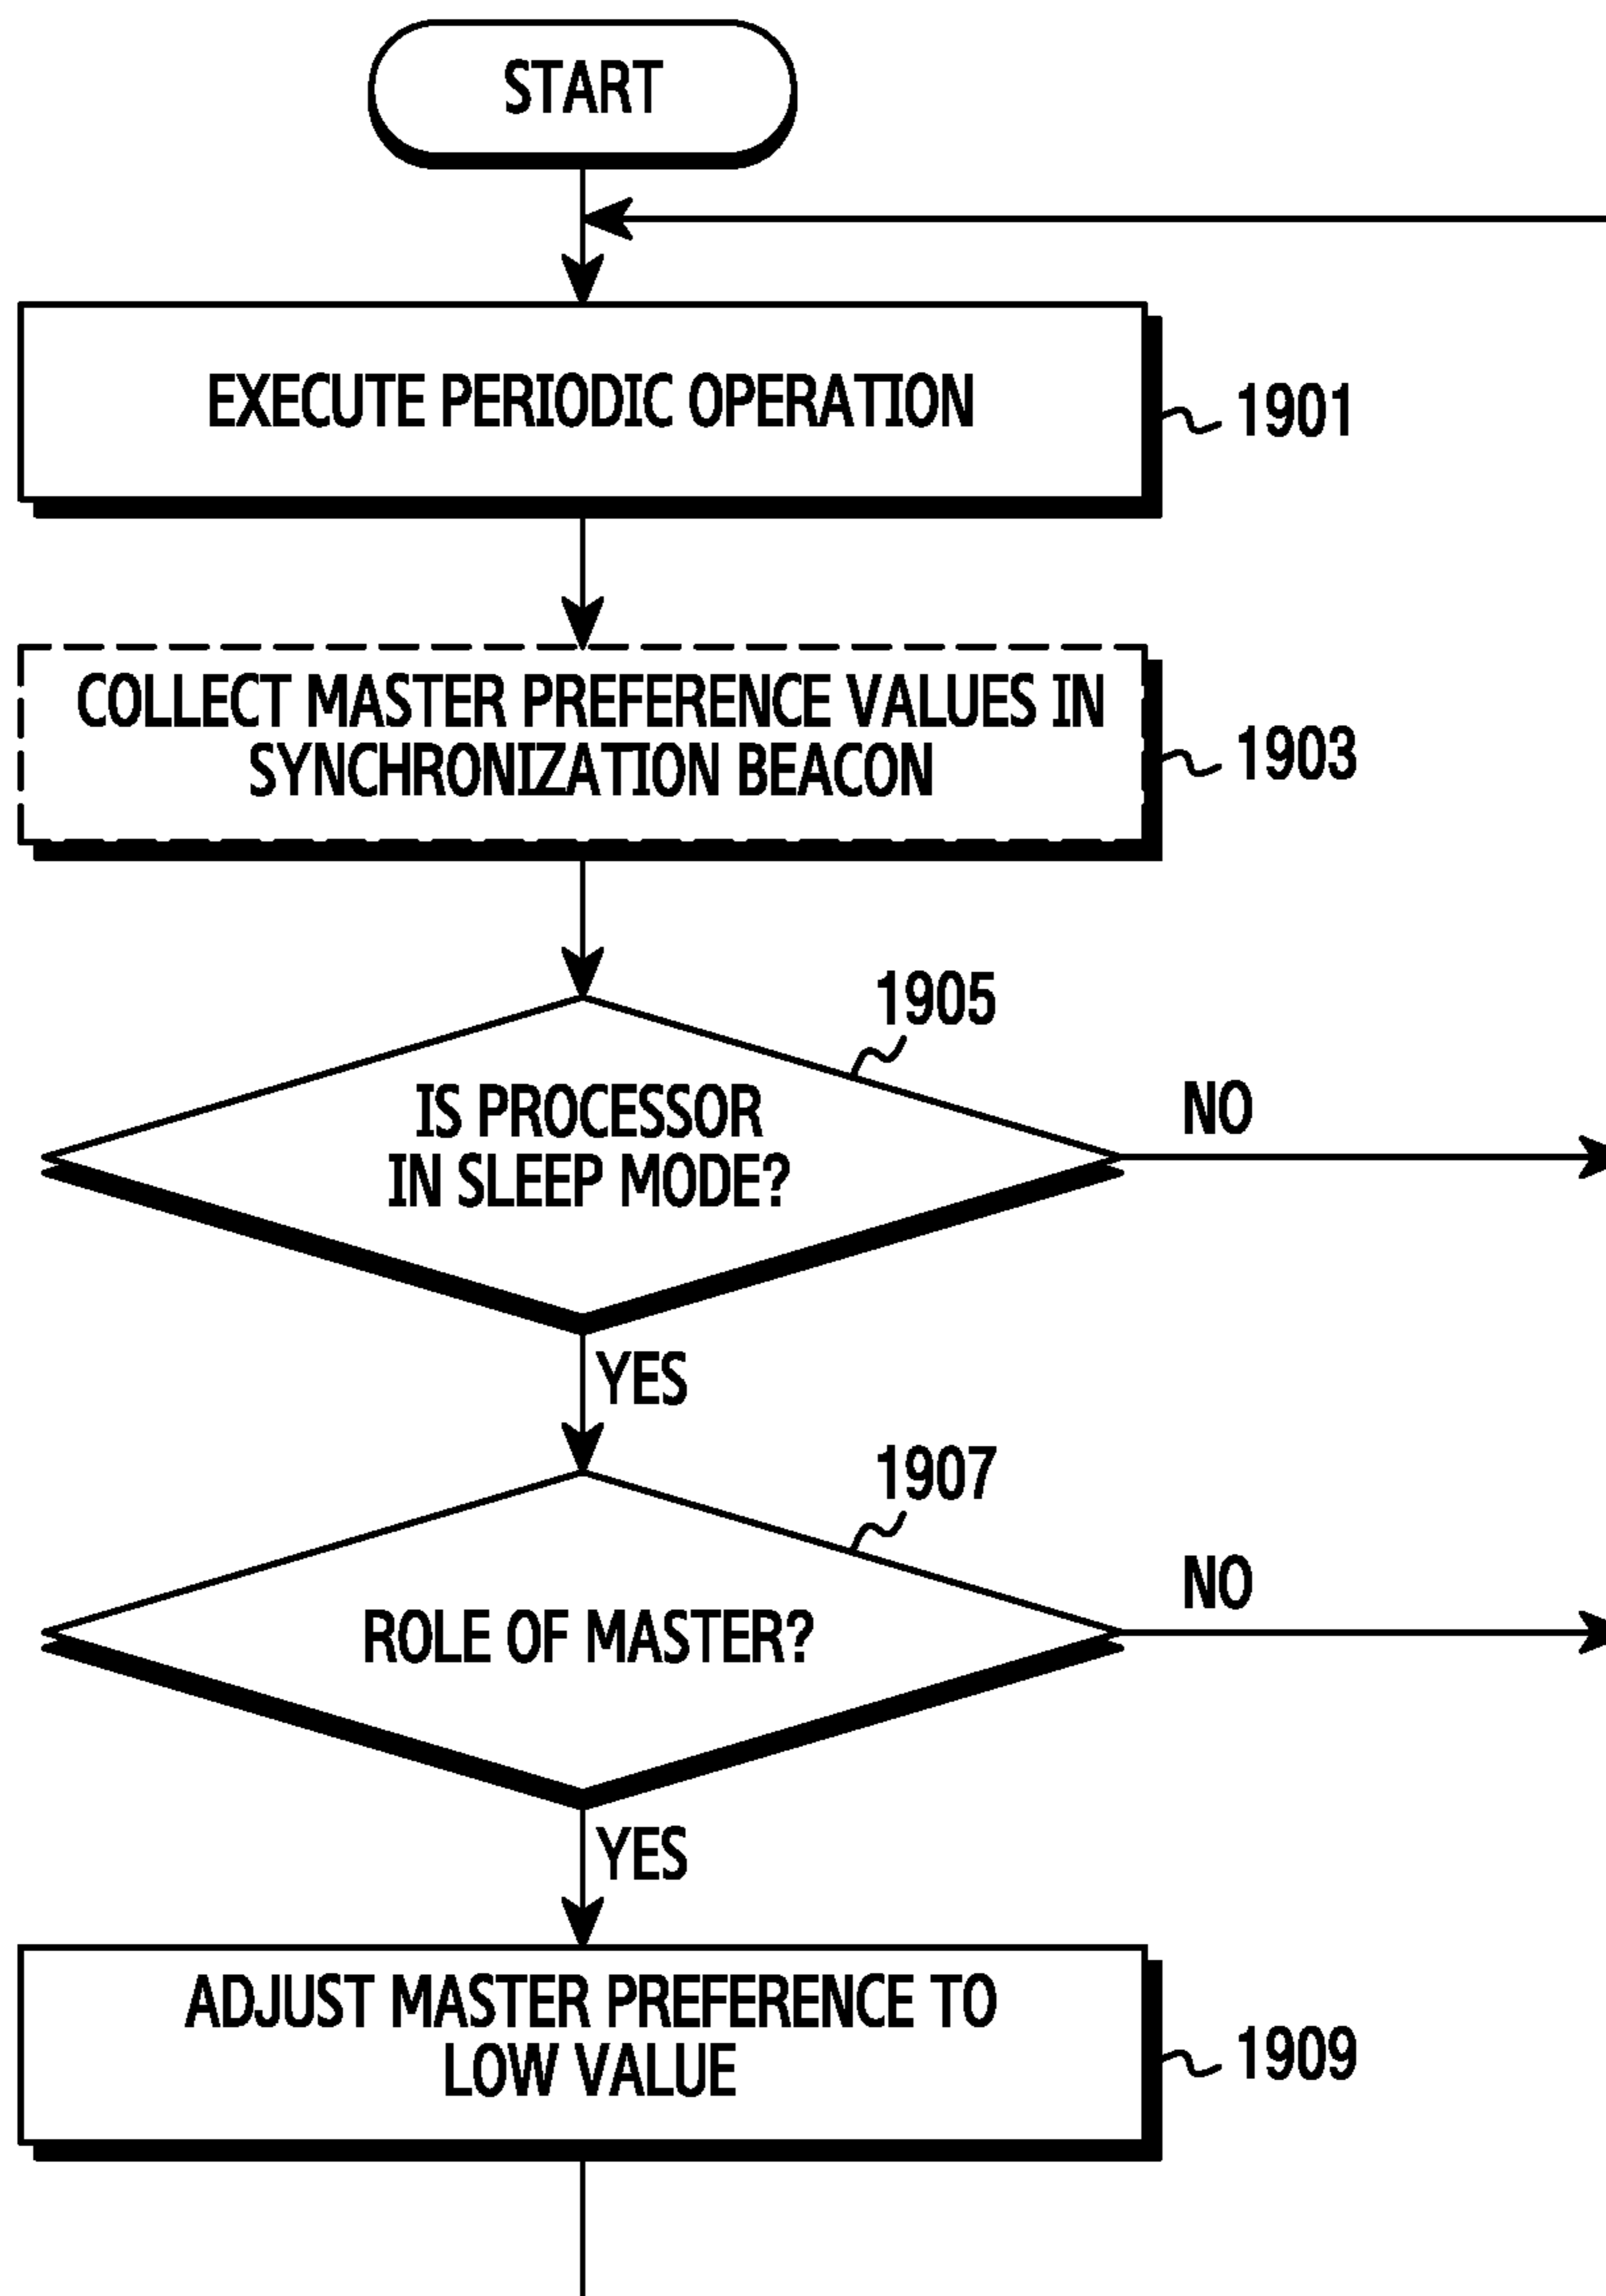 START
EXECUTE PERIODIC OPERATION
1901
COLLECT MASTER PREFERENCE VALUES IN
SYNCHRONIZATION BEACON
1903
1905
IS PROCESSOR
IN SLEEP MODE?
NO
YES
1907
ROLE OF MASTER?
NO
YES
ADJUST MASTER PREFERENCE TO
LOW VALUE
1909